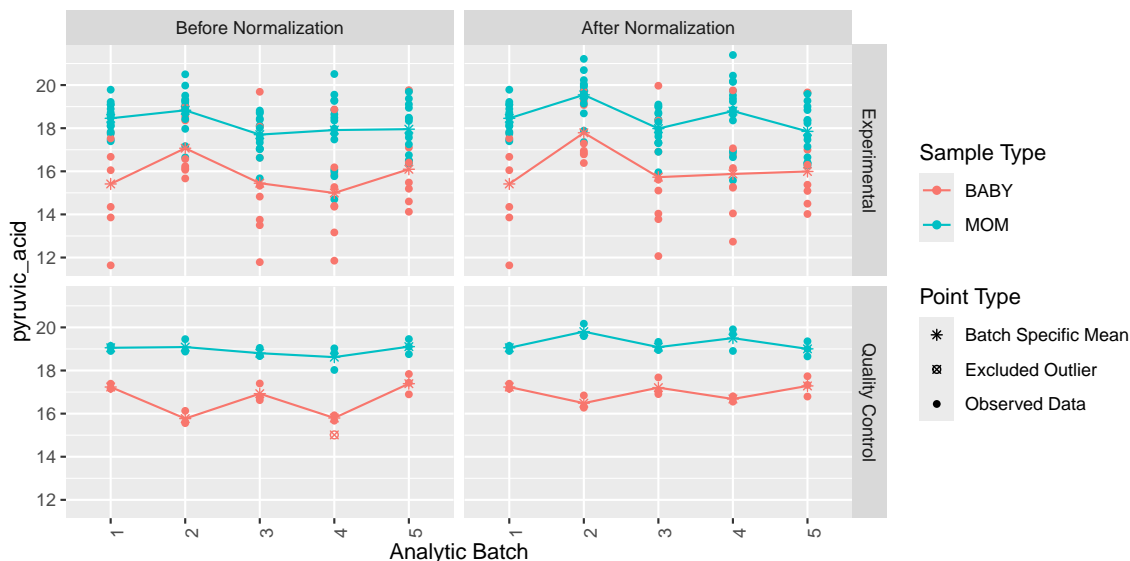 Before Normalization
After Normalization
20
18
16
14
12
Experimental
20
18
16
14
12
Quality Control
pyruvic_acid
1
2
3
4
5
1
2
3
4
5
Analytic Batch
Sample Type
BABY
MOM
Point Type
Batch Specific Mean
Excluded Outlier
Observed Data